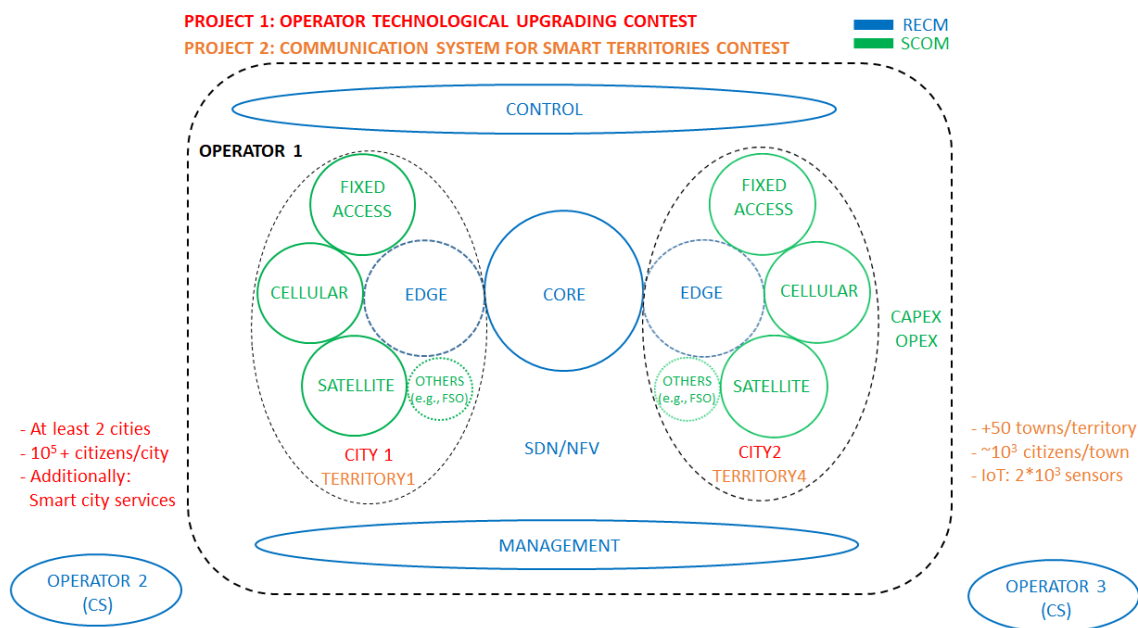 PROJECT 1: OPERATOR TECHNOLOGICAL UPGRADING CONTEST
PROJECT 2: COMMUNICATION SYSTEM FOR SMART TERRITORIES CONTEST
RECM
SCOM
CONTROL
OPERATOR 1
FIXED
ACCESS
CELLULAR
EDGE
SATELLITE
OTHERS
(e.g., FSO)
CITY 1
TERRITORY1
CORE
SDN/NFV
FIXED
ACCESS
EDGE
CELLULAR
OTHERS
(e.g., FSO)
SATELLITE
CITY2
TERRITORY4
CAPEX
OPEX
- At least 2 cities
- 10⁵ + citizens/city
- Additionally:
Smart city services
- +50 towns/territory
- ~10³ citizens/town
- IoT: 2*10³ sensors
MANAGEMENT
OPERATOR 2
(CS)
OPERATOR 3
(CS)